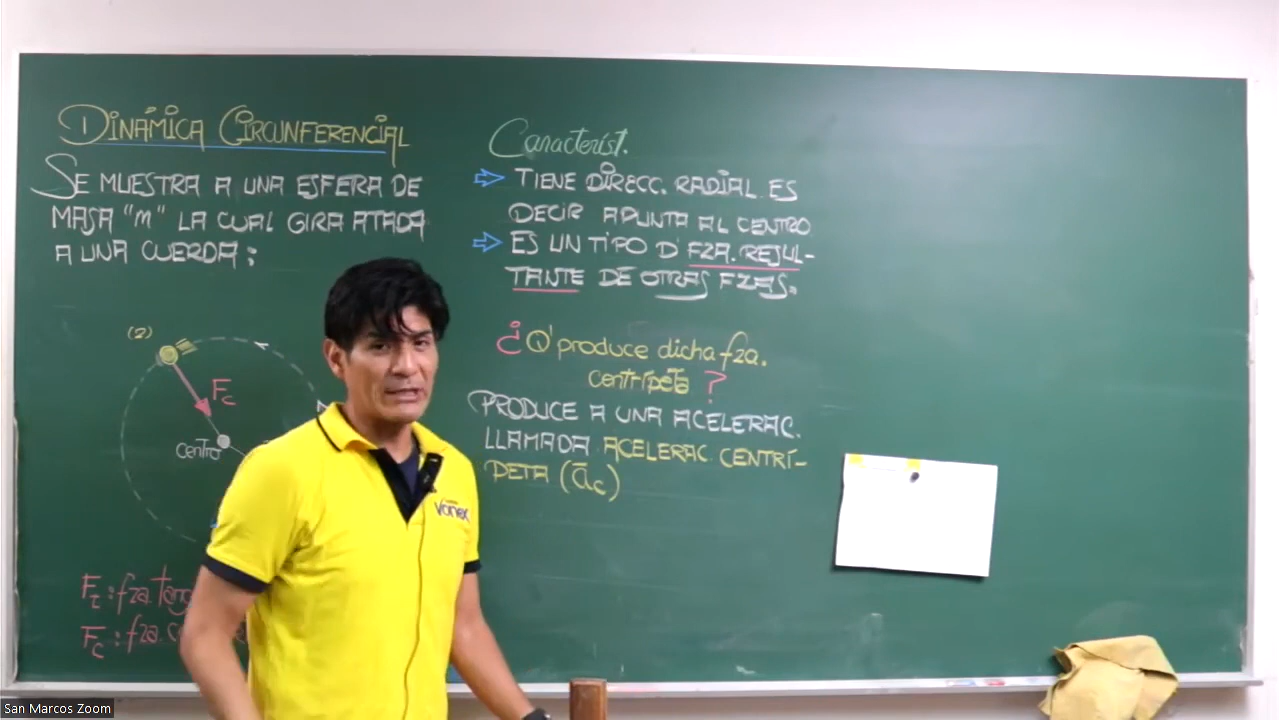 DINÁMICA CIRCUNFERENCIAL
SE MUESTRA A UNA ESFERA DE
MASA "m" LA CUAL GIRA ATADA
A UNA CUERDA:
(2)
Fc
centro
Ft: fza. tang
Fc: fza. c
Característ.
⇒ TIENE DIRECC. RADIAL ES
DECIR APUNTA AL CENTRO
⇒ ES UN TIPO D' FZA. RESUL-
TANTE DE OTRAS FZAS.
¿Q' produce dicha fza.
centrípeta?
PRODUCE A UNA ACELERAC.
LLAMADA ACELERAC. CENTRÍ-
PETA (ac)
Vonex
San Marcos Zoom